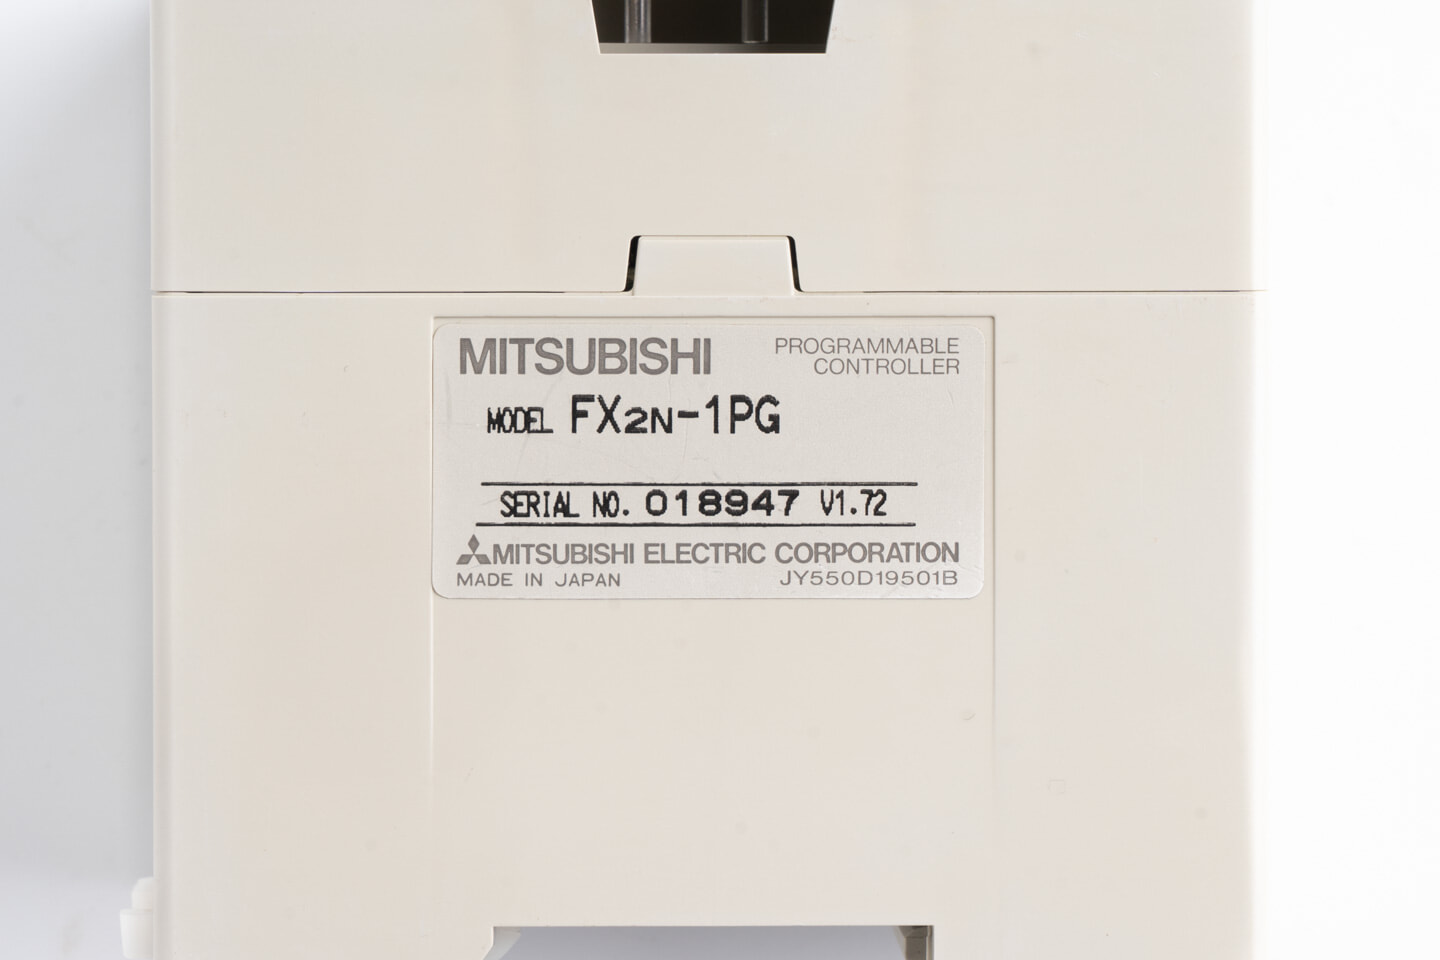 MITSUBISHI
PROGRAMMABLE
CONTROLLER
MODEL FX2N-1PG
SERIAL NO. 018947 V1.72
MITSUBISHI ELECTRIC CORPORATION
MADE IN JAPAN JY550D19501B